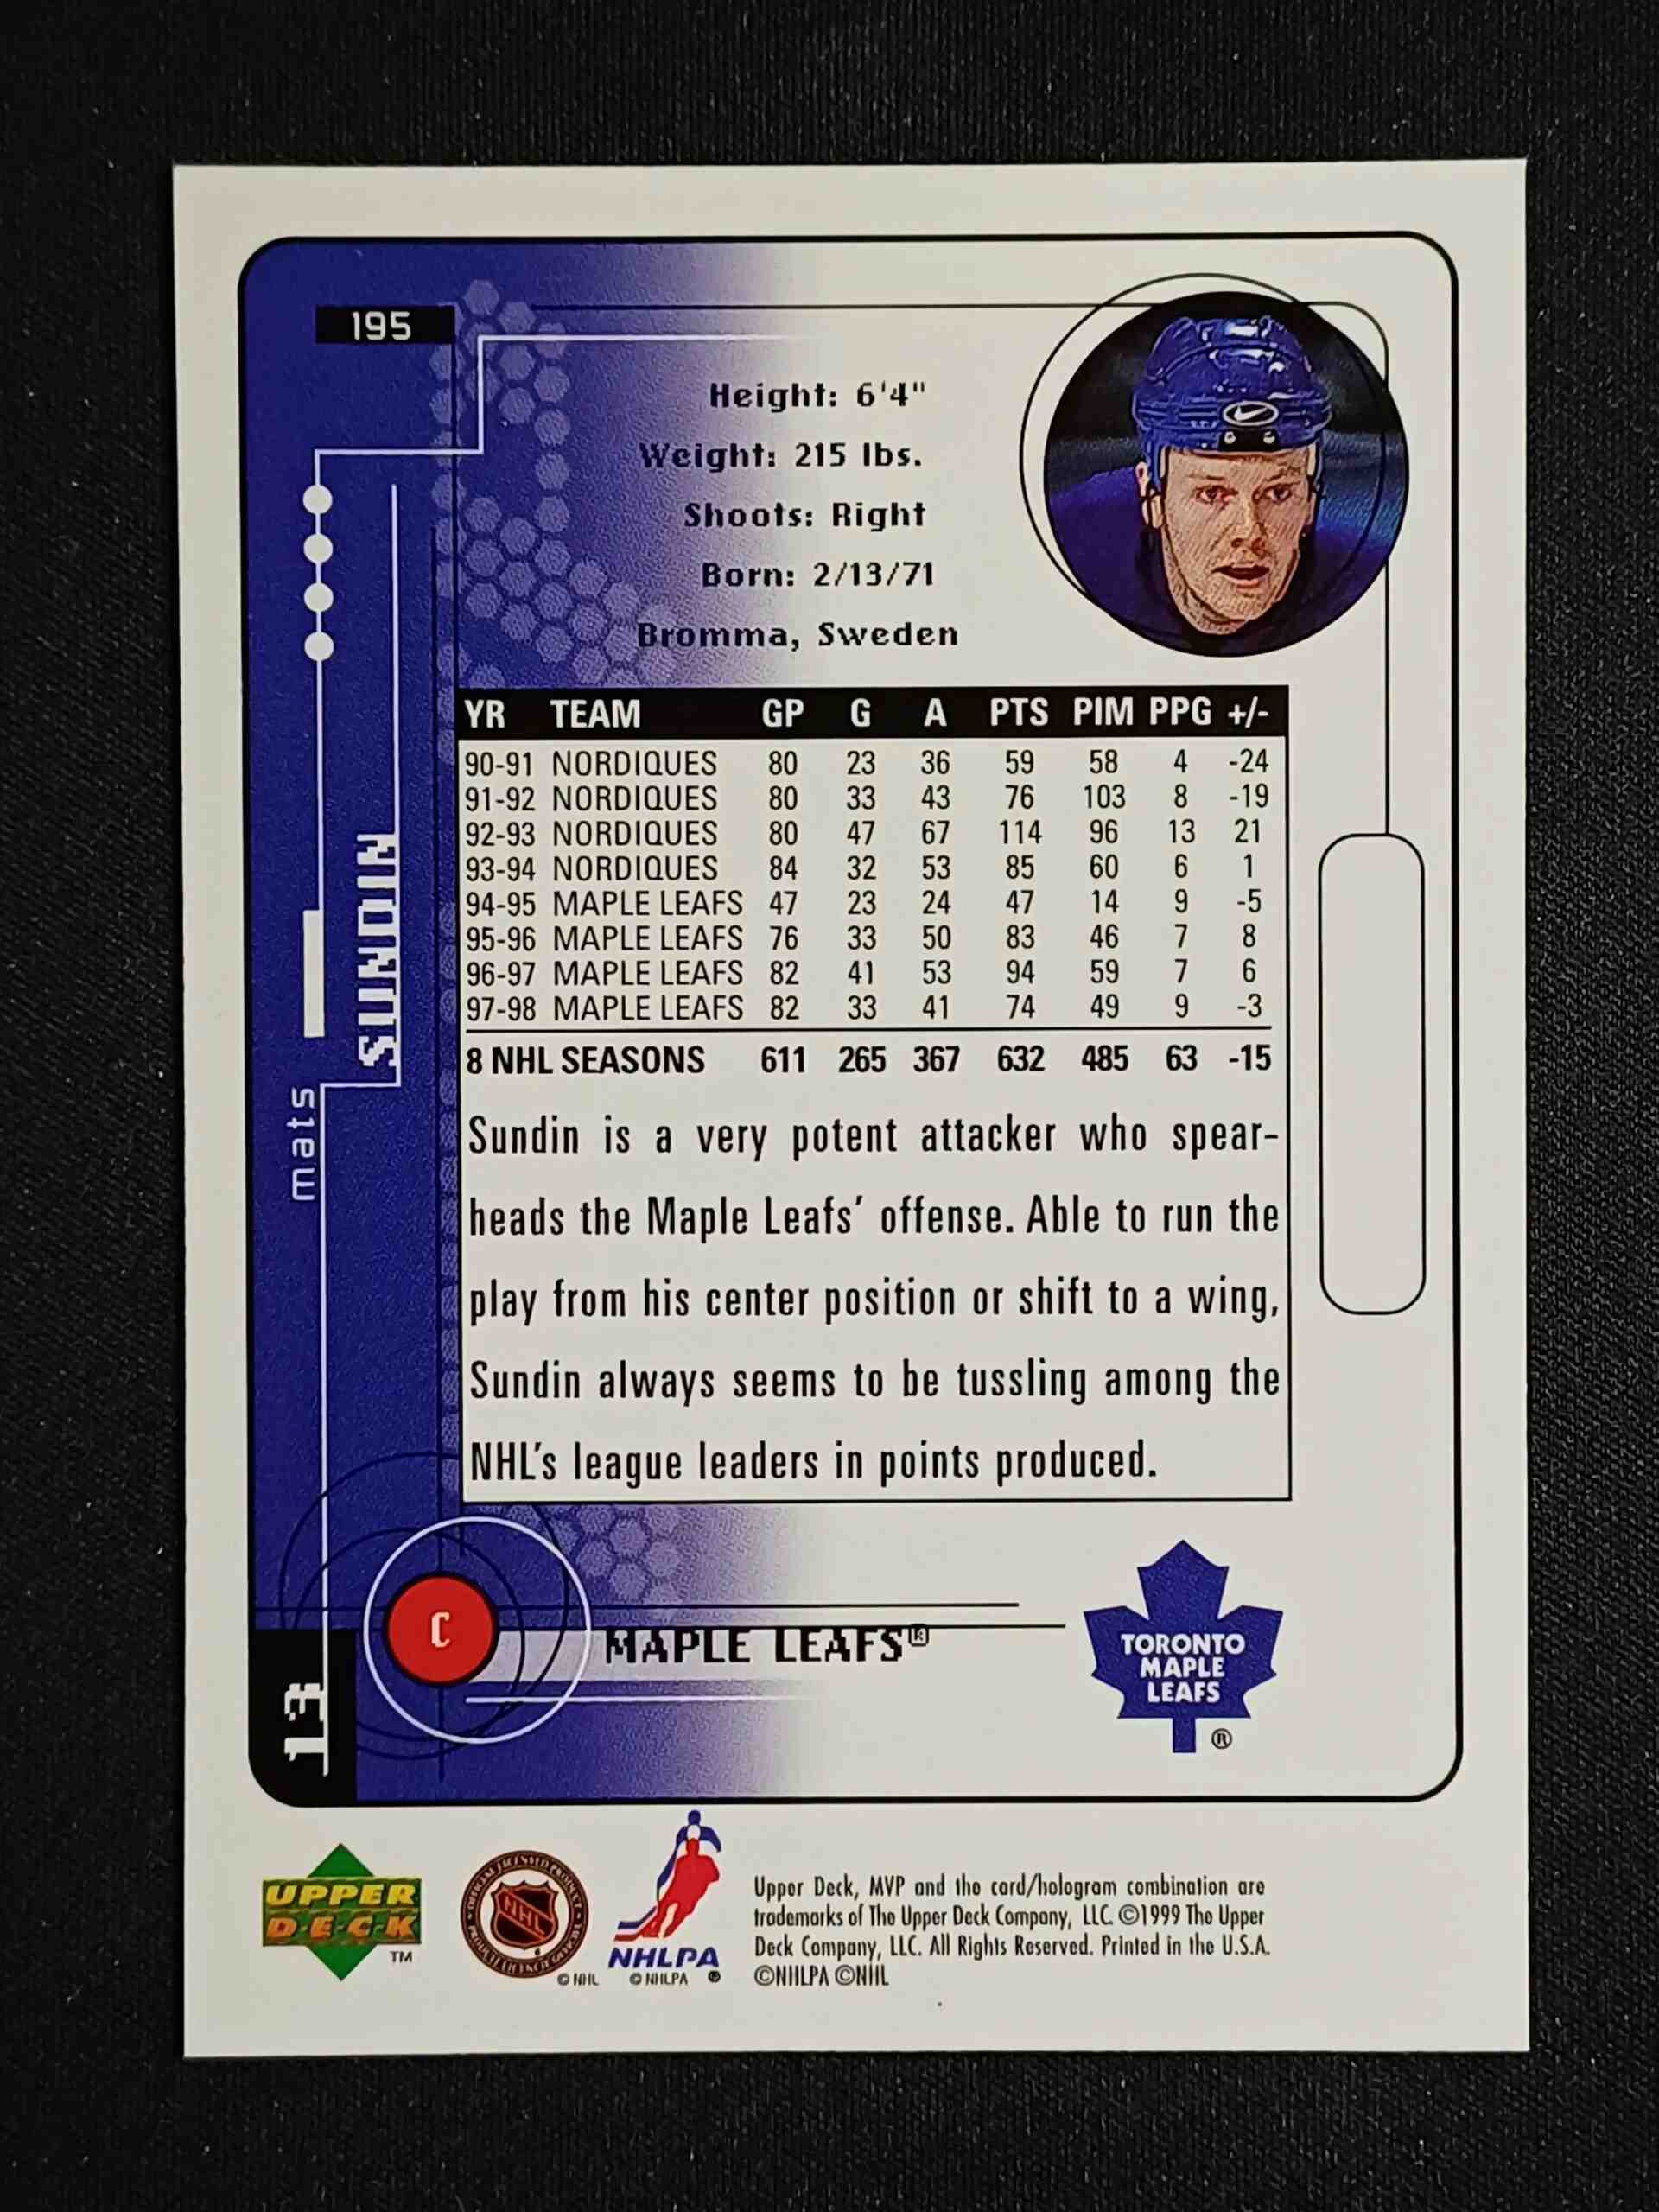 195
Height: 6'4"
Weight: 215 lbs.
Shoots: Right
Born: 2/13/71
Bromma, Sweden
mats
SUNDIN
YR TEAM GP G A PTS PIM PPG +/-
90-91 NORDIQUES 80 23 36 59 58 4 -24
91-92 NORDIQUES 80 33 43 76 103 8 -19
92-93 NORDIQUES 80 47 67 114 96 13 21
93-94 NORDIQUES 84 32 53 85 60 6 1
94-95 MAPLE LEAFS 47 23 24 47 14 9 -5
95-96 MAPLE LEAFS 76 33 50 83 46 7 8
96-97 MAPLE LEAFS 82 41 53 94 59 7 6
97-98 MAPLE LEAFS 82 33 41 74 49 9 -3
8 NHL SEASONS 611 265 367 632 485 63 -15
Sundin is a very potent attacker who spear-
heads the Maple Leafs' offense. Able to run the
play from his center position or shift to a wing,
Sundin always seems to be tussling among the
NHL's league leaders in points produced.
C
MAPLE LEAFS®
13
TORONTO
MAPLE
LEAFS
®
UPPER
DECK
™
NHL
© NHL
NHLPA
© NHLPA ®
Upper Deck, MVP and the card/hologram combination are
trademarks of The Upper Deck Company, LLC. ©1999 The Upper
Deck Company, LLC. All Rights Reserved. Printed in the U.S.A.
©NHLPA ©NHL